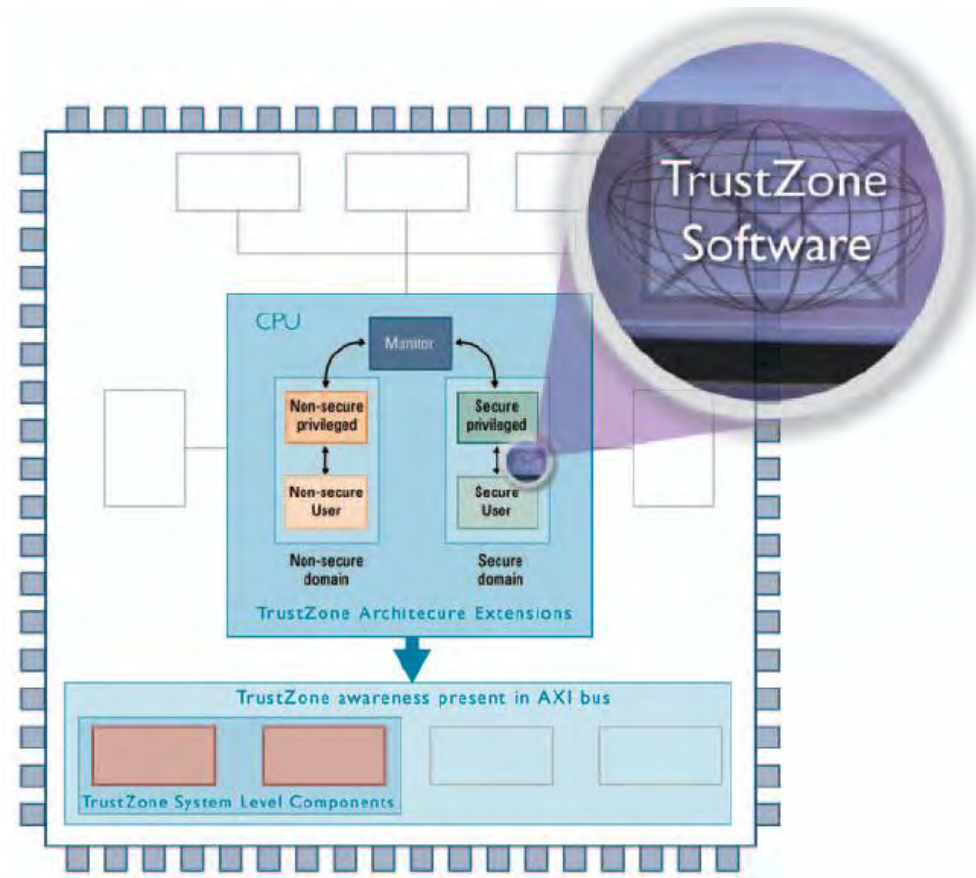 TrustZone
Software
CPU
Monitor
Non-secure
privileged
Secure
privileged
Non-secure
User
Secure
User
Non-secure
domain
Secure
domain
TrustZone Architecure Extensions
TrustZone awareness present in AXI bus
TrustZone System Level Components